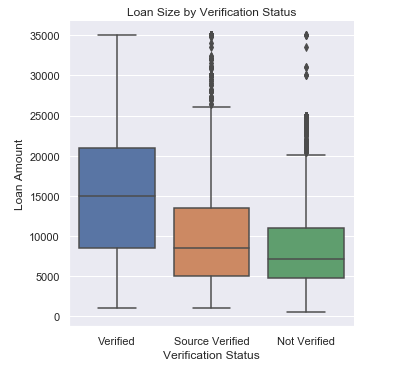 Loan Size by Verification Status
35000
30000
25000
20000
15000
10000
5000
0
Loan Amount
Verified
Source Verified
Not Verified
Verification Status